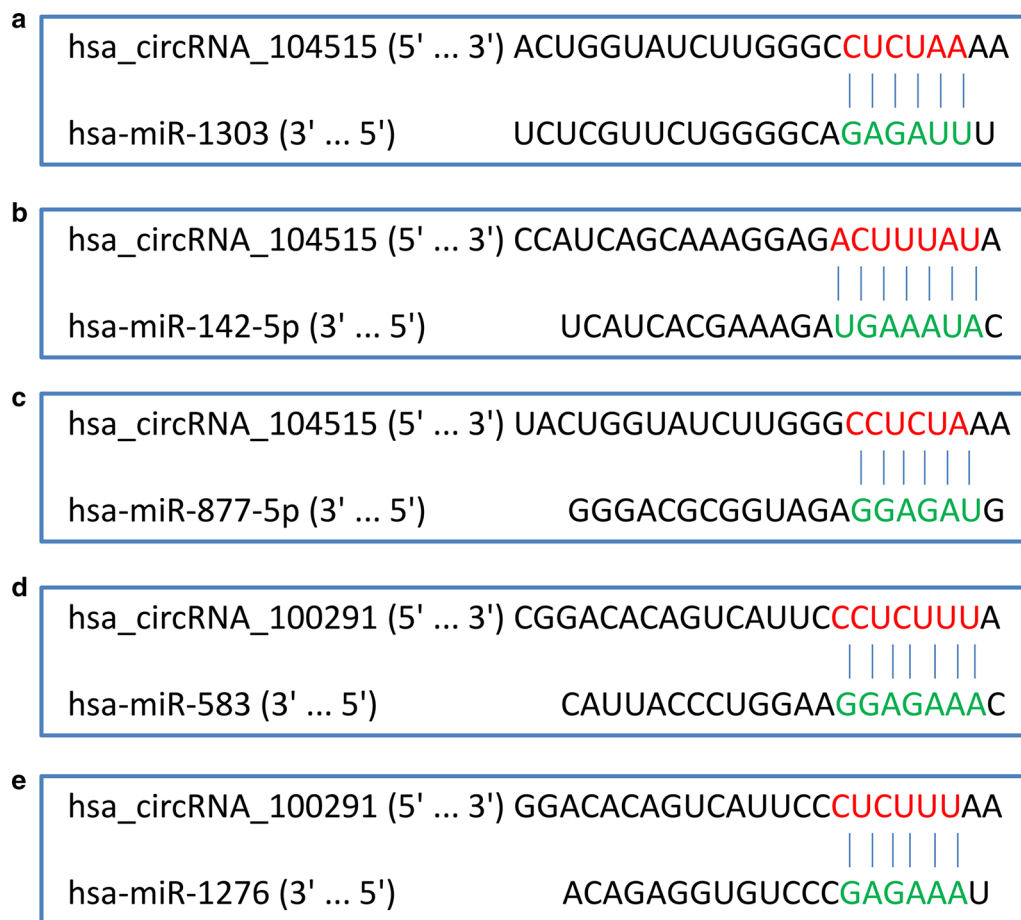 a
hsa_circRNA_104515 (5' ... 3') ACUGGUAUCUUGGGCCUCUAAAA
hsa-miR-1303 (3' ... 5') UCUCGUUCUGGGGCAGAGAUUU
b
hsa_circRNA_104515 (5' ... 3') CCAUCAGCAAAGGAGACUUUAUA
hsa-miR-142-5p (3' ... 5') UCAUCACGAAAGAUGAAAUAC
c
hsa_circRNA_104515 (5' ... 3') UACUGGUAUCUUGGGCCUCUAAA
hsa-miR-877-5p (3' ... 5') GGGACGCGGUAGAGGAGAUG
d
hsa_circRNA_100291 (5' ... 3') CGGACACAGUCAUUCCCUCUUUA
hsa-miR-583 (3' ... 5') CAUUACCCUGGAAGGAGAAAC
e
hsa_circRNA_100291 (5' ... 3') GGACACAGUCAUUCCCUCUUUAA
hsa-miR-1276 (3' ... 5') ACAGAGGUGUCCCGAGAAAU